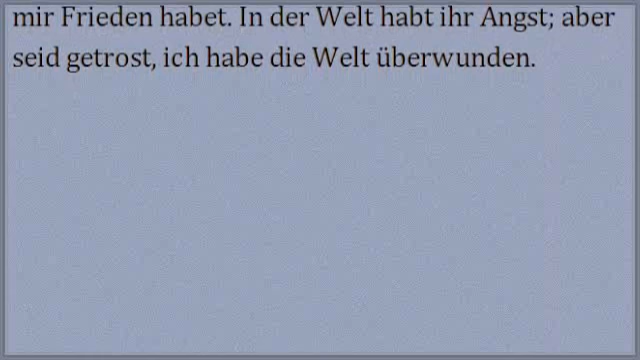 mir Frieden habet. In der Welt habt ihr Angst; aber
seid getrost, ich habe die Welt überwunden.